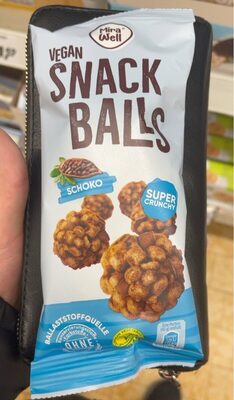 Mira
Well
VEGAN
SNACK
BALLS
SCHOKO
SUPER
CRUNCHY
BALLASTSTOFFQUELLE
OHNE